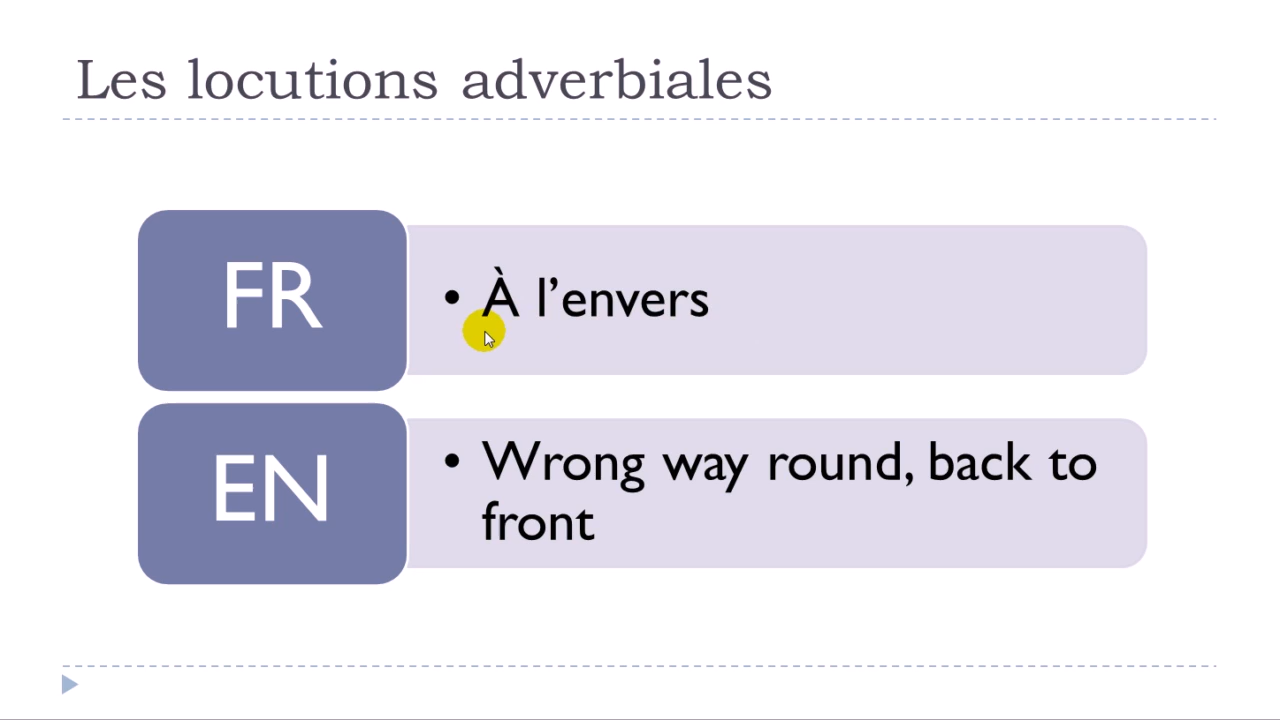 Les locutions adverbiales
FR
• À l’envers
EN
• Wrong way round, back to
front